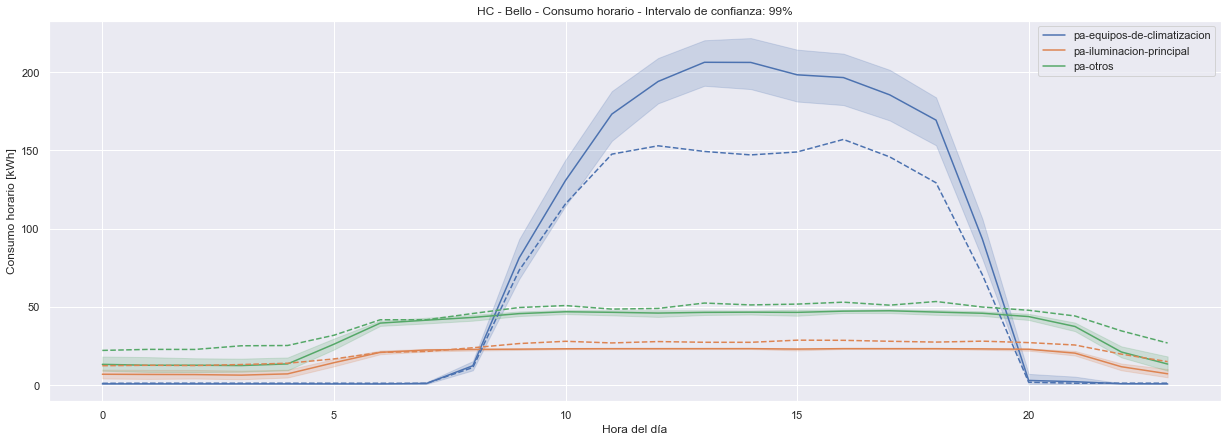 HC - Bello - Consumo horario - Intervalo de confianza: 99%
pa-equipos-de-climatizacion
pa-iluminacion-principal
pa-otros
Consumo horario [kWh]
200
150
100
50
0
0 5 10 15 20
Hora del día